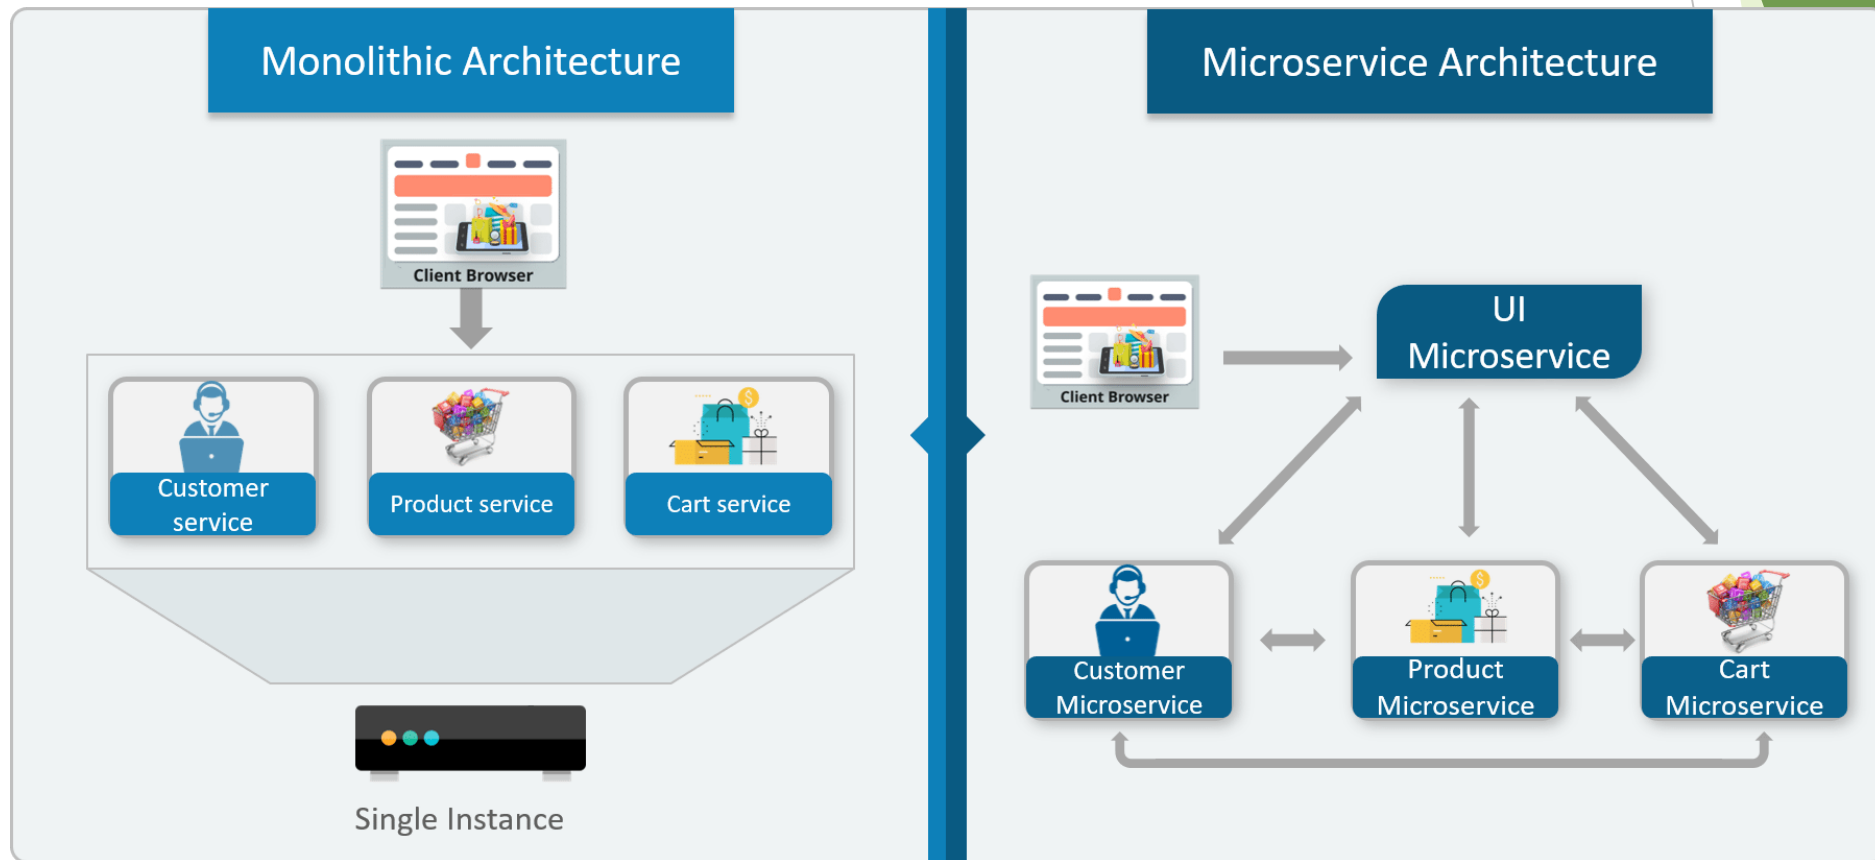 Monolithic Architecture
Client Browser
Customer
service
Product service
Cart service
Single Instance
Microservice Architecture
Client Browser
UI
Microservice
Customer
Microservice
Product
Microservice
Cart
Microservice